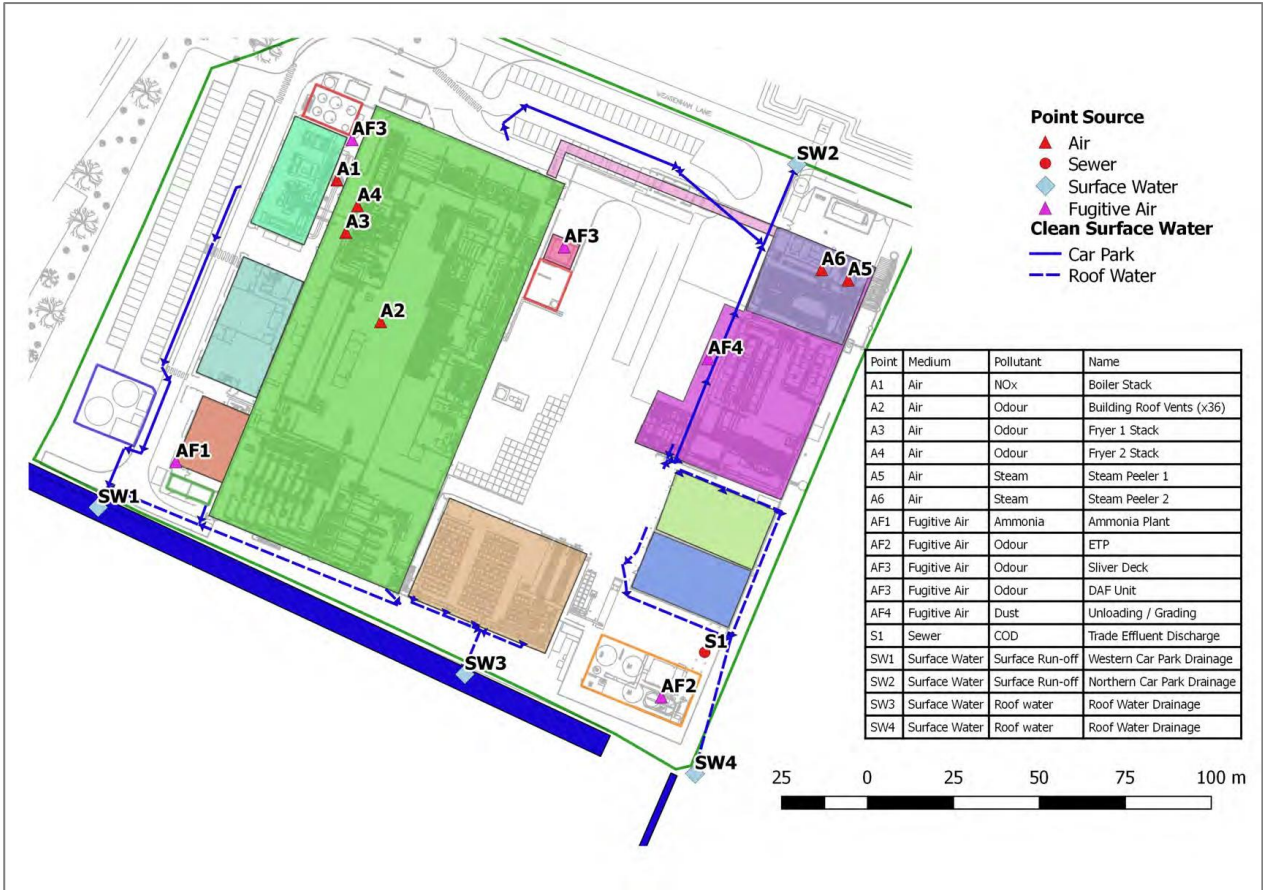 WEASENHAM LANE
SW2
AF3
A1
A4
A3
AF3
A6
A5
A2
AF4
AF1
SW1
S1
SW3
AF2
SW4
Point Source
Air
Sewer
Surface Water
Fugitive Air
Clean Surface Water
Car Park
Roof Water
Point Medium Pollutant Name
A1 Air NOx Boiler Stack
A2 Air Odour Building Roof Vents (x36)
A3 Air Odour Fryer 1 Stack
A4 Air Odour Fryer 2 Stack
A5 Air Steam Steam Peeler 1
A6 Air Steam Steam Peeler 2
AF1 Fugitive Air Ammonia Ammonia Plant
AF2 Fugitive Air Odour ETP
AF3 Fugitive Air Odour Sliver Deck
AF3 Fugitive Air Odour DAF Unit
AF4 Fugitive Air Dust Unloading / Grading
S1 Sewer COD Trade Effluent Discharge
SW1 Surface Water Surface Run-off Western Car Park Drainage
SW2 Surface Water Surface Run-off Northern Car Park Drainage
SW3 Surface Water Roof water Roof Water Drainage
SW4 Surface Water Roof water Roof Water Drainage
25 0 25 50 75 100 m